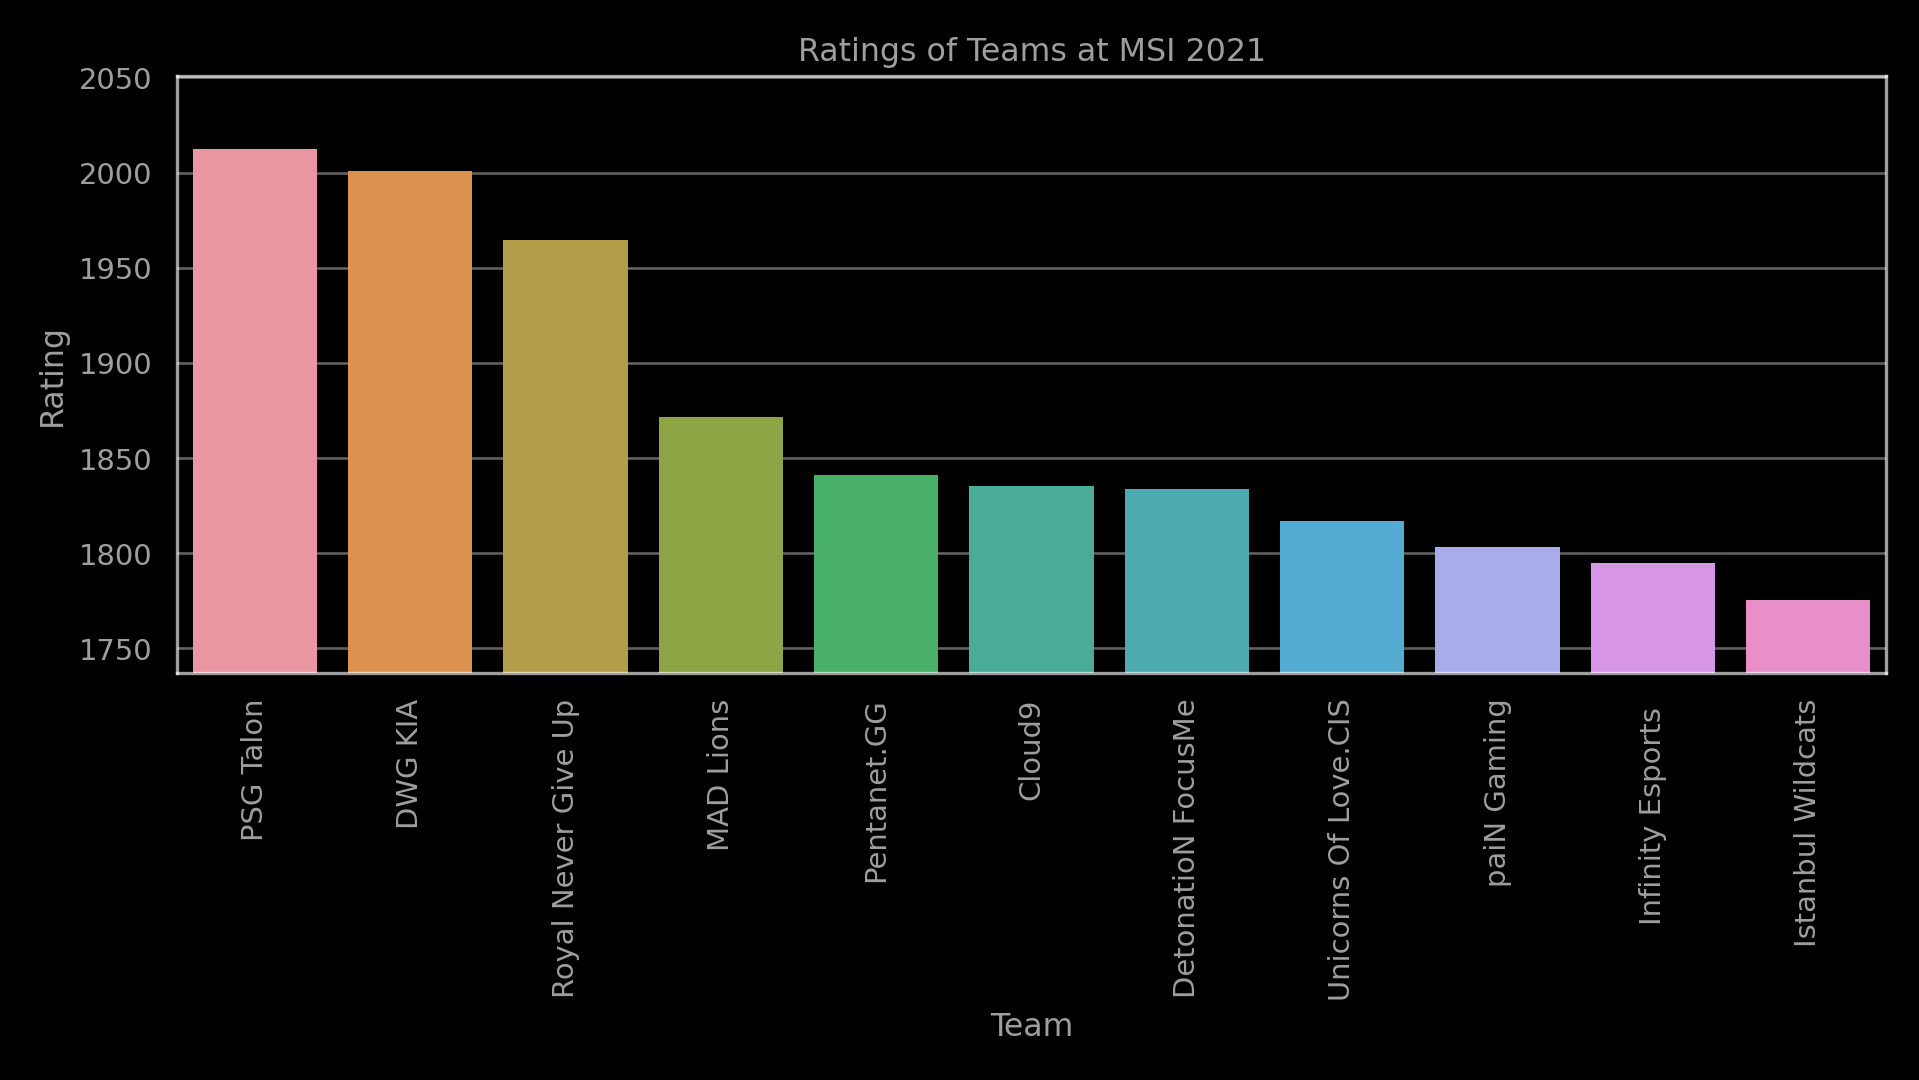 Ratings of Teams at MSI 2021
2050
2000
1950
1900
1850
1800
1750
Rating
PSG Talon
DWG KIA
Royal Never Give Up
MAD Lions
Pentanet.GG
Cloud9
DetonatioN FocusMe
Unicorns Of Love.CIS
paiN Gaming
Infinity Esports
Istanbul Wildcats
Team